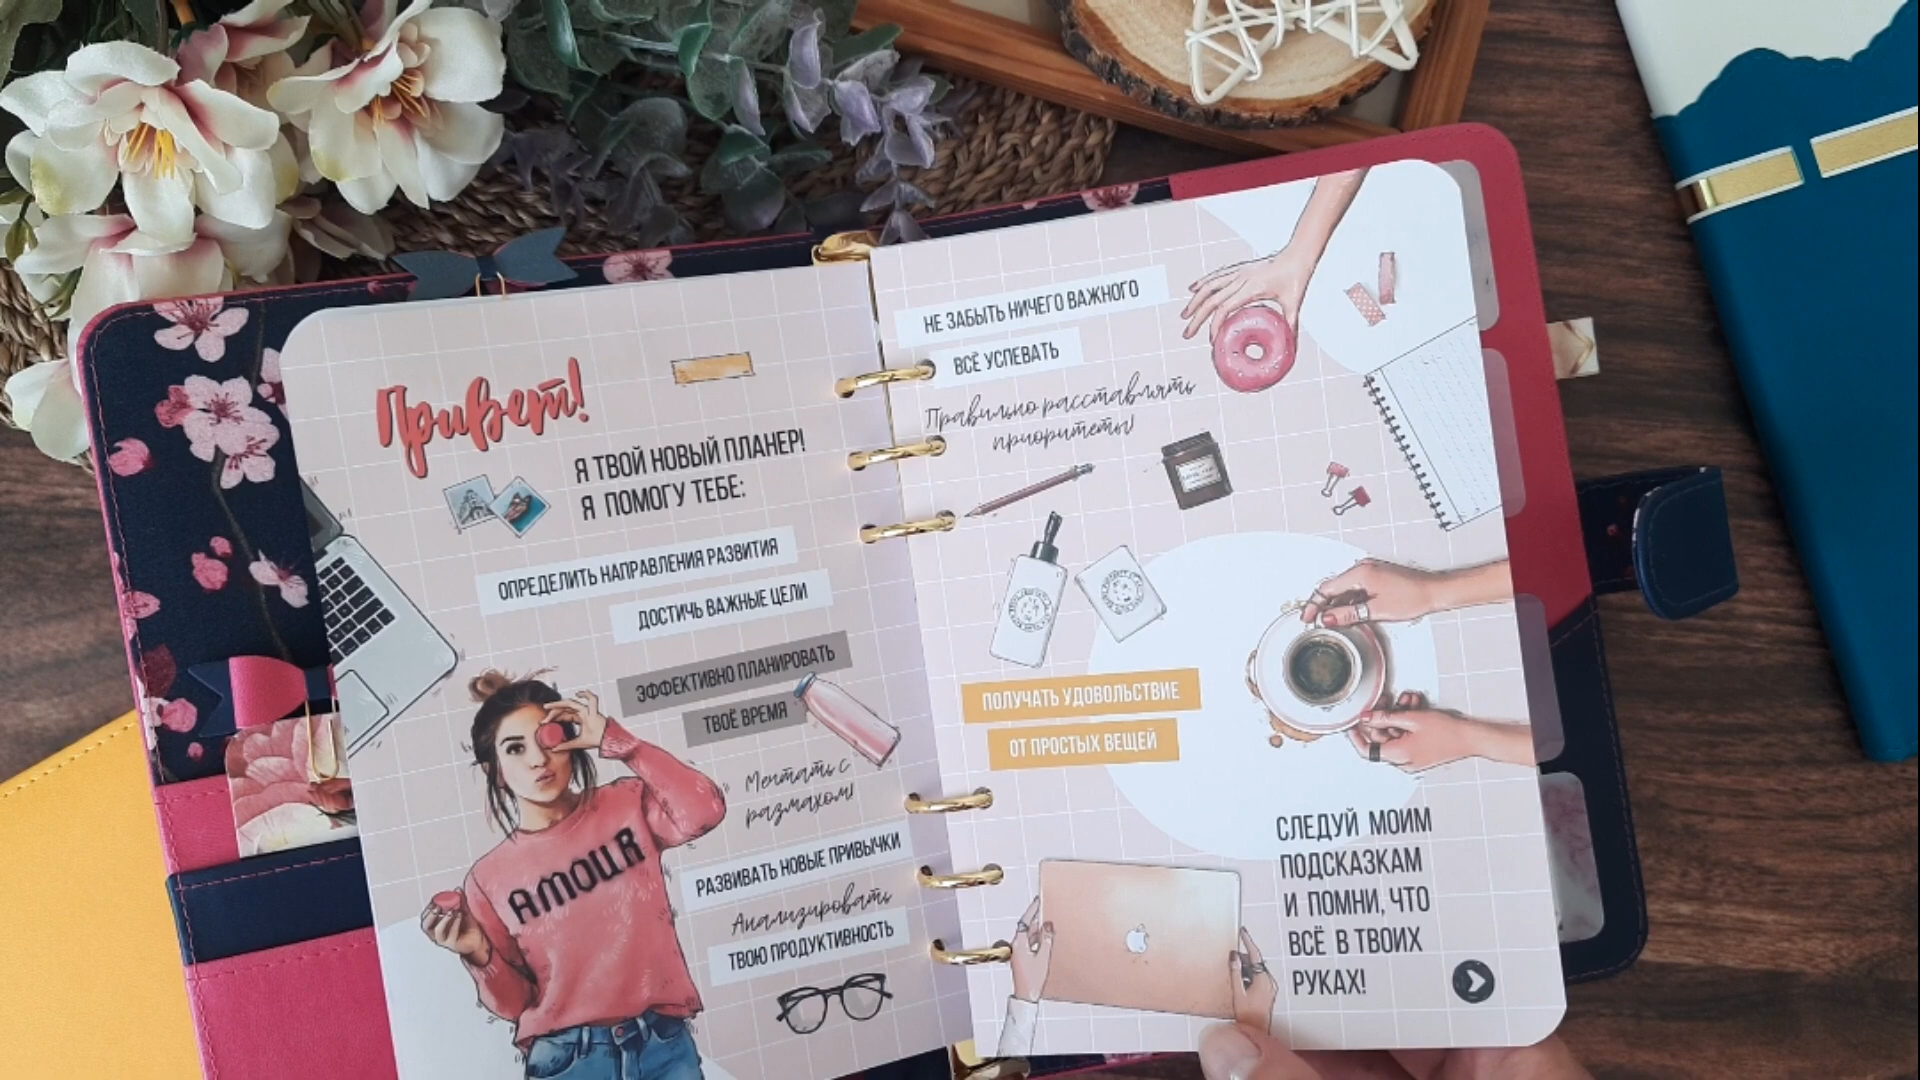 Привет!
Я ТВОЙ НОВЫЙ ПЛАНЕР!
Я ПОМОГУ ТЕБЕ:
ОПРЕДЕЛИТЬ НАПРАВЛЕНИЯ РАЗВИТИЯ
ДОСТИЧЬ ВАЖНЫЕ ЦЕЛИ
ЭФФЕКТИВНО ПЛАНИРОВАТЬ
ТВОЁ ВРЕМЯ
Мечтать с
размахом!
AMOUR
РАЗВИВАТЬ НОВЫЕ ПРИВЫЧКИ
Анализировать
ТВОЮ ПРОДУКТИВНОСТЬ
НЕ ЗАБЫТЬ НИЧЕГО ВАЖНОГО
ВСЁ УСПЕВАТЬ
Правильно расставлять
приоритеты!
ПОЛУЧАТЬ УДОВОЛЬСТВИЕ
ОТ ПРОСТЫХ ВЕЩЕЙ
СЛЕДУЙ МОИМ
ПОДСКАЗКАМ
И ПОМНИ, ЧТО
ВСЁ В ТВОИХ
РУКАХ!